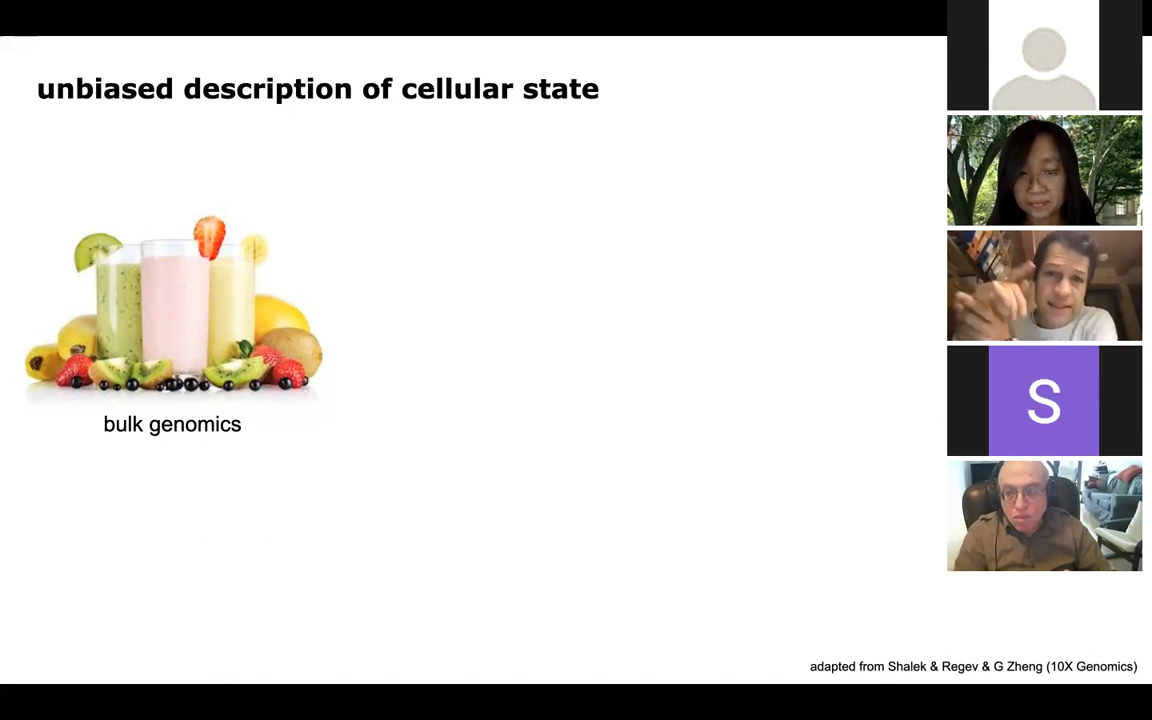 unbiased description of cellular state
bulk genomics
S
adapted from Shalek & Regev & G Zheng (10X Genomics)